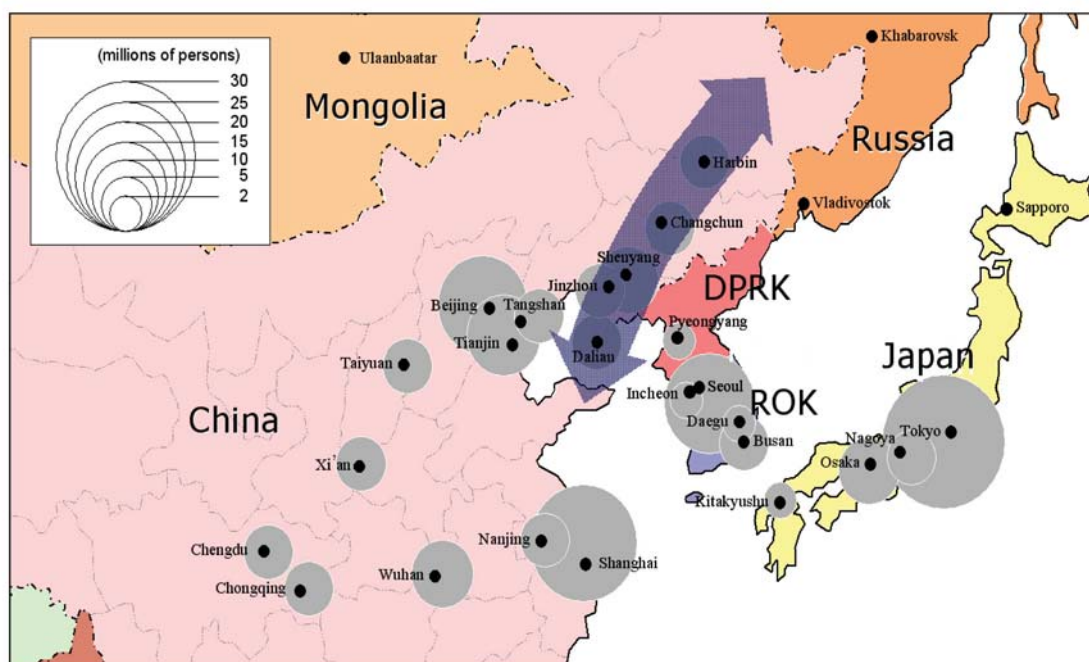 (millions of persons)
30
25
20
15
10
5
2
Ulaanbaatar
Mongolia
Khabarovsk
Russia
Harbin
Vladivostok
Sapporo
Changchun
Shenyang
Jinzhou
DPRK
Beijing
Tangshan
Pyeongyang
Tianjin
Dalian
Japan
Taiyuan
Incheon
Seoul
ROK
China
Daegu
Busan
Nagoya
Tokyo
Osaka
Xi'an
Kitakyushu
Nanjing
Chengdu
Shanghai
Wuhan
Chongqing